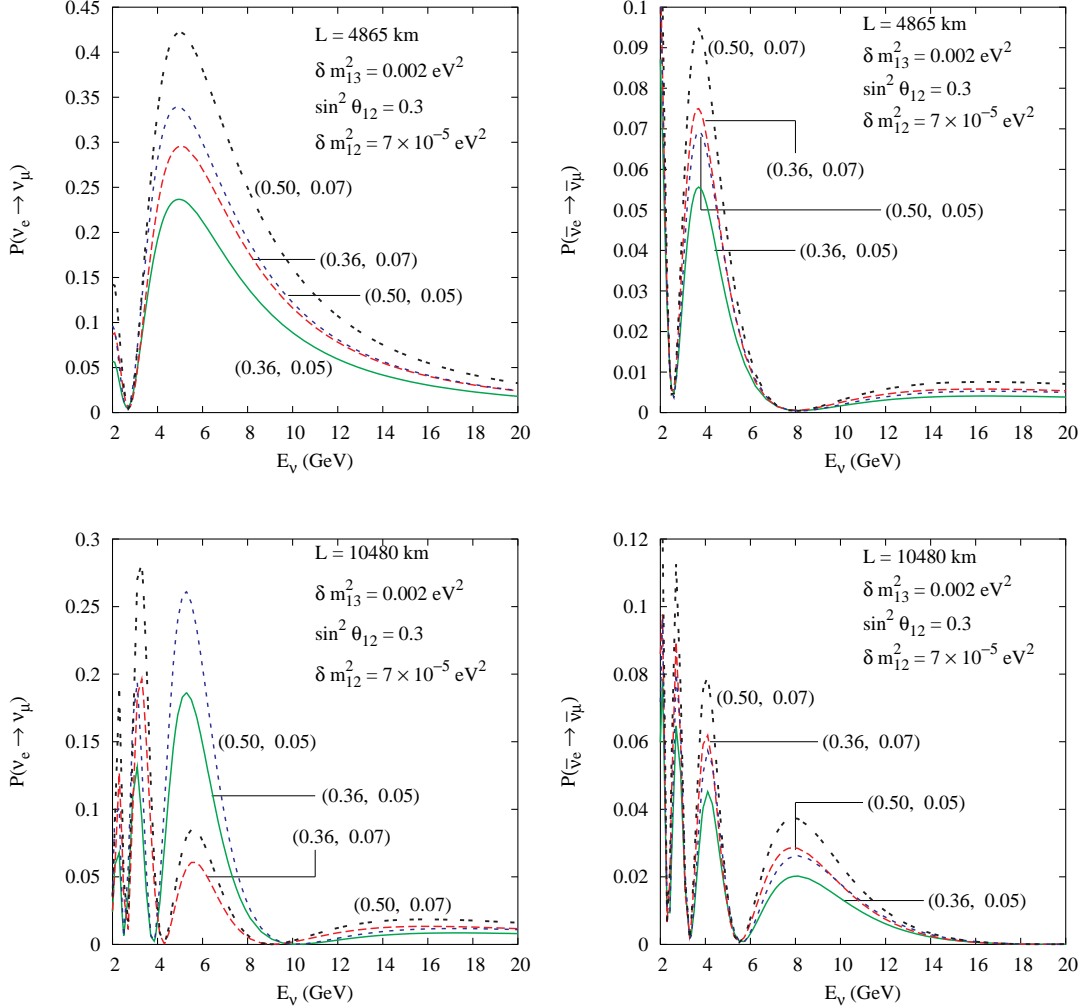 P(νe → νμ)
0.45
0.4
0.35
0.3
0.25
0.2
0.15
0.1
0.05
0
L = 4865 km
δ m²13 = 0.002 eV²
sin² θ12 = 0.3
δ m²12 = 7 × 10⁻⁵ eV²
(0.50, 0.07)
(0.36, 0.07)
(0.50, 0.05)
(0.36, 0.05)
2 4 6 8 10 12 14 16 18 20
Eν (GeV)
P(ν̄e → ν̄μ)
0.1
0.09
0.08
0.07
0.06
0.05
0.04
0.03
0.02
0.01
0
L = 4865 km
δ m²13 = 0.002 eV²
sin² θ12 = 0.3
δ m²12 = 7 × 10⁻⁵ eV²
(0.50, 0.07)
(0.36, 0.07)
(0.50, 0.05)
(0.36, 0.05)
2 4 6 8 10 12 14 16 18 20
Eν (GeV)
P(νe → νμ)
0.3
0.25
0.2
0.15
0.1
0.05
0
L = 10480 km
δ m²13 = 0.002 eV²
sin² θ12 = 0.3
δ m²12 = 7 × 10⁻⁵ eV²
(0.50, 0.05)
(0.36, 0.05)
(0.36, 0.07)
(0.50, 0.07)
2 4 6 8 10 12 14 16 18 20
Eν (GeV)
P(ν̄e → ν̄μ)
0.12
0.1
0.08
0.06
0.04
0.02
0
L = 10480 km
δ m²13 = 0.002 eV²
sin² θ12 = 0.3
δ m²12 = 7 × 10⁻⁵ eV²
(0.50, 0.07)
(0.36, 0.07)
(0.50, 0.05)
(0.36, 0.05)
2 4 6 8 10 12 14 16 18 20
Eν (GeV)